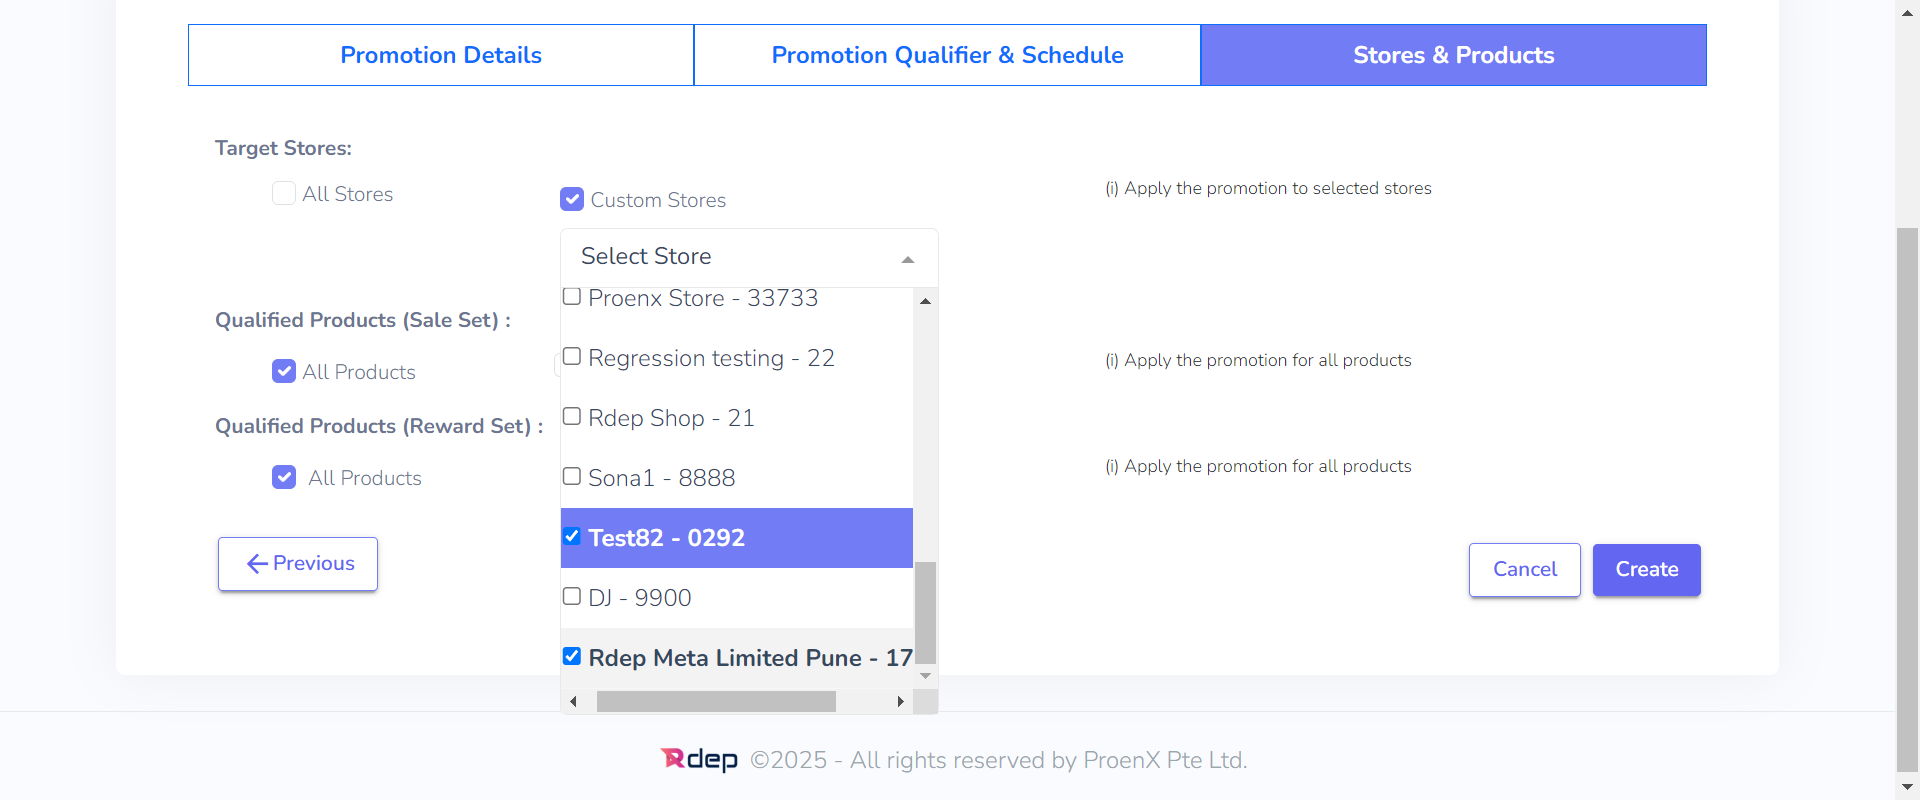 Promotion Details
Promotion Qualifier & Schedule
Stores & Products
Target Stores:
All Stores
Custom Stores
(i) Apply the promotion to selected stores
Select Store
Proenx Store - 33733
Regression testing - 22
Rdep Shop - 21
Sona1 - 8888
Test82 - 0292
DJ - 9900
Rdep Meta Limited Pune - 17
Qualified Products (Sale Set) :
All Products
(i) Apply the promotion for all products
Qualified Products (Reward Set) :
All Products
(i) Apply the promotion for all products
Previous
Cancel
Create
Rdep ©2025 - All rights reserved by ProenX Pte Ltd.